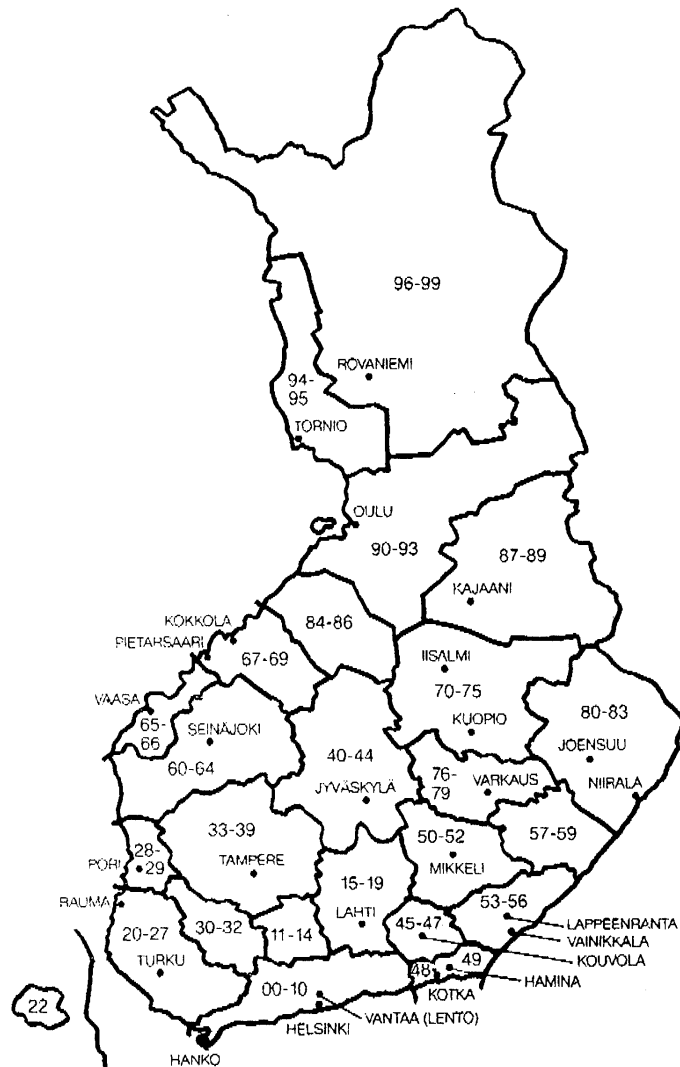 96-99
ROVANIEMI
94-
95
TORNIO
OULU
90-93
87-89
KAJAANI
KOKKOLA
84-86
PIETARSAARI
67-69
IISALMI
70-75
KUOPIO
80-83
JOENSUU
NIIRALA
VAASA
65-
66
SEINÄJOKI
60-64
40-44
JYVÄSKYLÄ
76-
79
VARKAUS
57-59
33-39
TAMPERE
50-52
MIKKELI
PORI
28-
29
RAUMA
15-19
LAHTI
53-56
LAPPEENRANTA
VAINIKKALA
KOUVOLA
20-27
TURKU
30-32
11-14
45-47
48
49
HAMINA
KOTKA
00-10
VANTAA (LENTO)
HELSINKI
HANKO
22